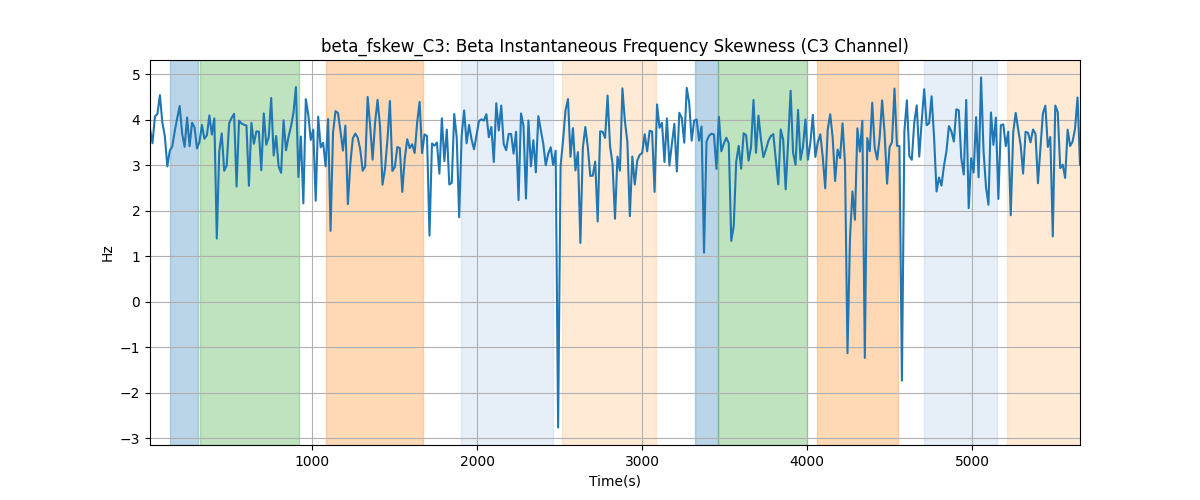 beta_fskew_C3: Beta Instantaneous Frequency Skewness (C3 Channel)
5
4
3
2
1
0
−1
−2
−3
Hz
1000 2000 3000 4000 5000
Time(s)